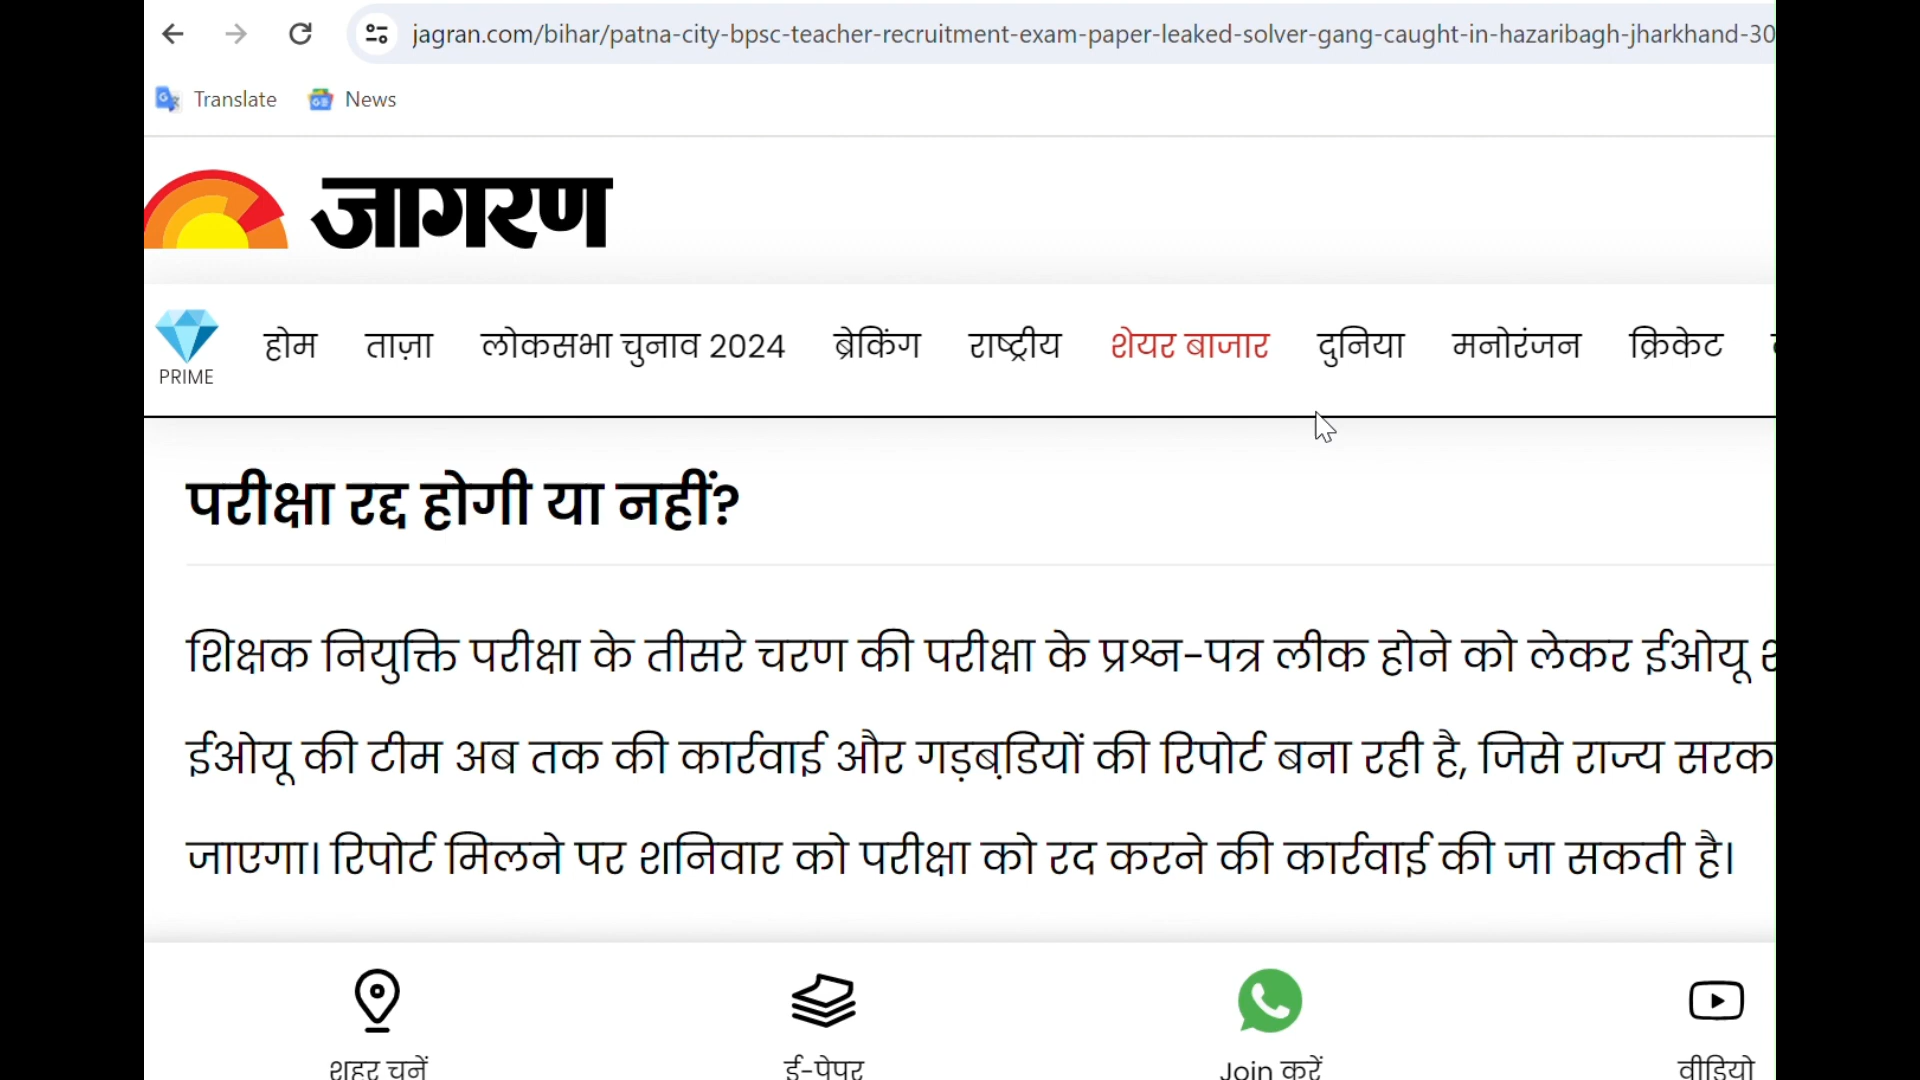 jagran.com/bihar/patna-city-bpsc-teacher-recruitment-exam-paper-leaked-solver-gang-caught-in-hazaribagh-jharkhand-30
Translate News
जागरण
PRIME होम ताज़ा लोकसभा चुनाव 2024 ब्रेकिंग राष्ट्रीय शेयर बाजार दुनिया मनोरंजन क्रिकेट
परीक्षा रद्द होगी या नहीं?
शिक्षक नियुक्ति परीक्षा के तीसरे चरण की परीक्षा के प्रश्न-पत्र लीक होने को लेकर ईओयू
ईओयू की टीम अब तक की कार्रवाई और गड़बड़ियों की रिपोर्ट बना रही है, जिसे राज्य सरक
जाएगा। रिपोर्ट मिलने पर शनिवार को परीक्षा को रद करने की कार्रवाई की जा सकती है।
शहर चुनें ई-पेपर Join करें वीडियो